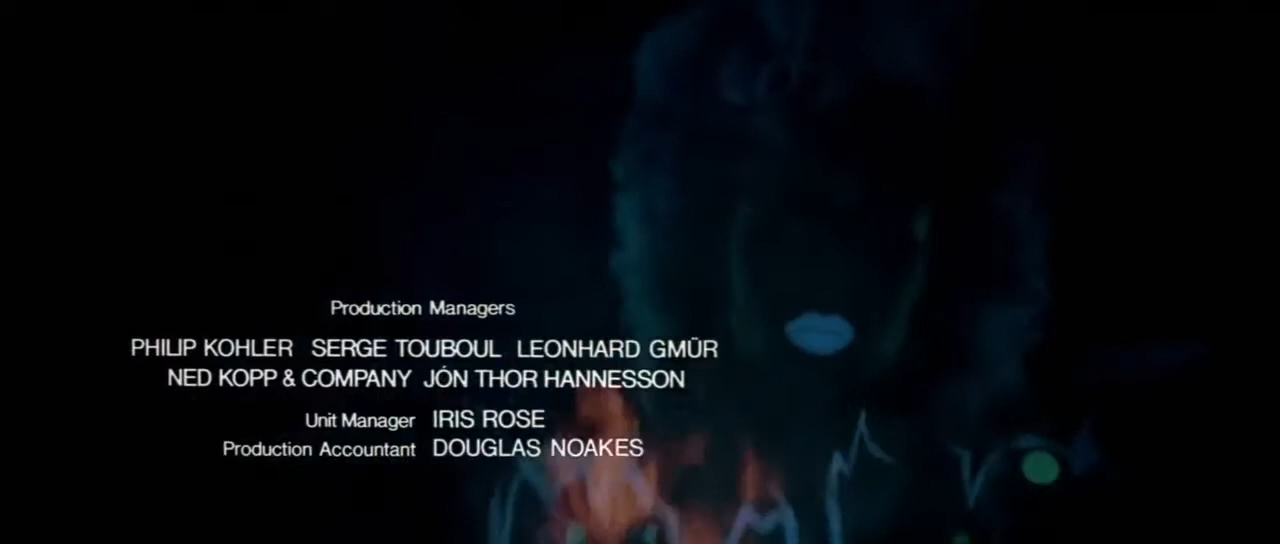 Production Managers
PHILIP KOHLER SERGE TOUBOUL LEONHARD GMÜR
NED KOPP & COMPANY JÓN THOR HANNESSON
Unit Manager IRIS ROSE
Production Accountant DOUGLAS NOAKES